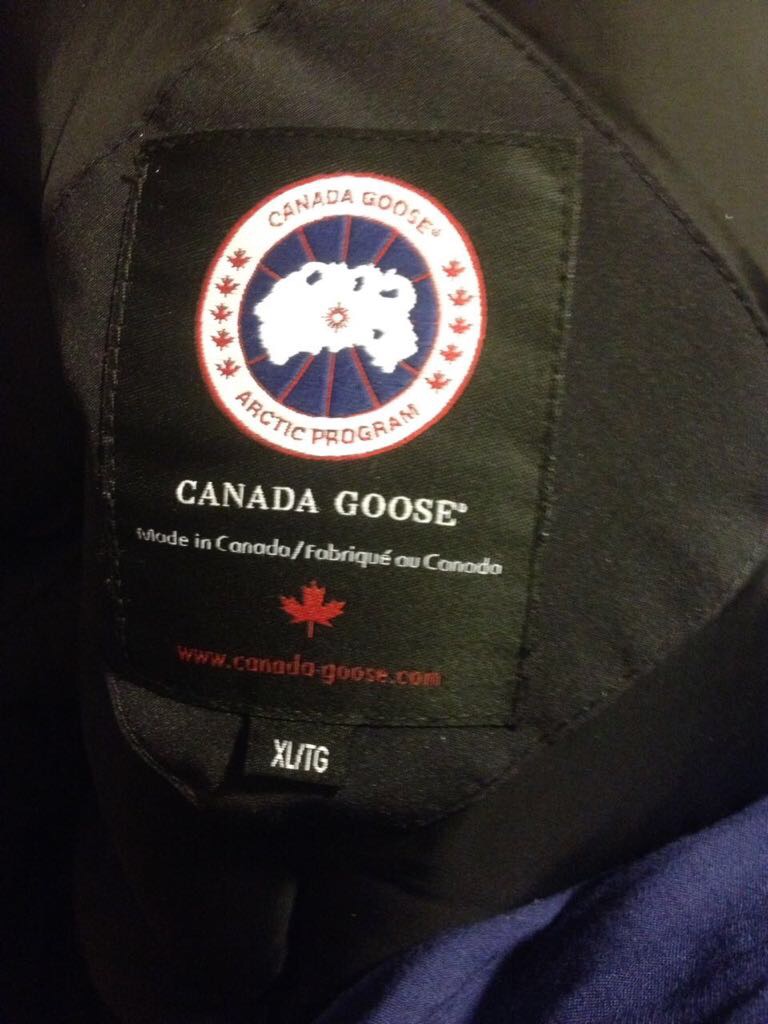 CANADA GOOSE®
ARCTIC PROGRAM
CANADA GOOSE®
Made in Canada/Fabriqué au Canada
www.canada-goose.com
XL/TG